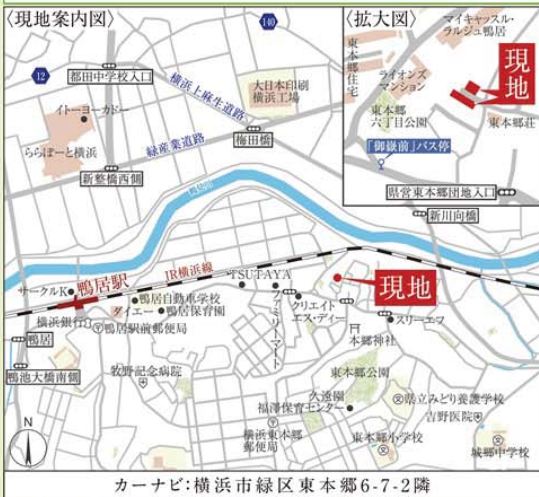 〈現地案内図〉
140
12
都田中学校入口
横浜上麻生道路
大日本印刷
横浜工場
イトーヨーカドー
緑産業道路
梅田橋
ららぽーと横浜
新整橋西側
〈拡大図〉
マイキャッスル・
ラルジュ鴨居
東本郷住宅
ライオンズ
マンション
現地
東本郷
六丁目公園
東本郷荘
「御嶽前」バス停
県営東本郷団地入口
新川向橋
JR横浜線
TSUTAYA
鴨居駅
サークルK
現地
鴨居自動車学校
ダイエー
鴨居保育園
ファミリーマート
クリエイト
エス・ディー
スリーエフ
横浜銀行
鴨居駅前郵便局
鴨居
本郷神社
鴨池大橋南側
牧野記念病院
東本郷公園
久遠園
県立みどり養護学校
福澤保育センター
吉野医院
横浜東本郷
郵便局
東本郷小学校
城郷中学校
N
カーナビ:横浜市緑区東本郷6-7-2隣